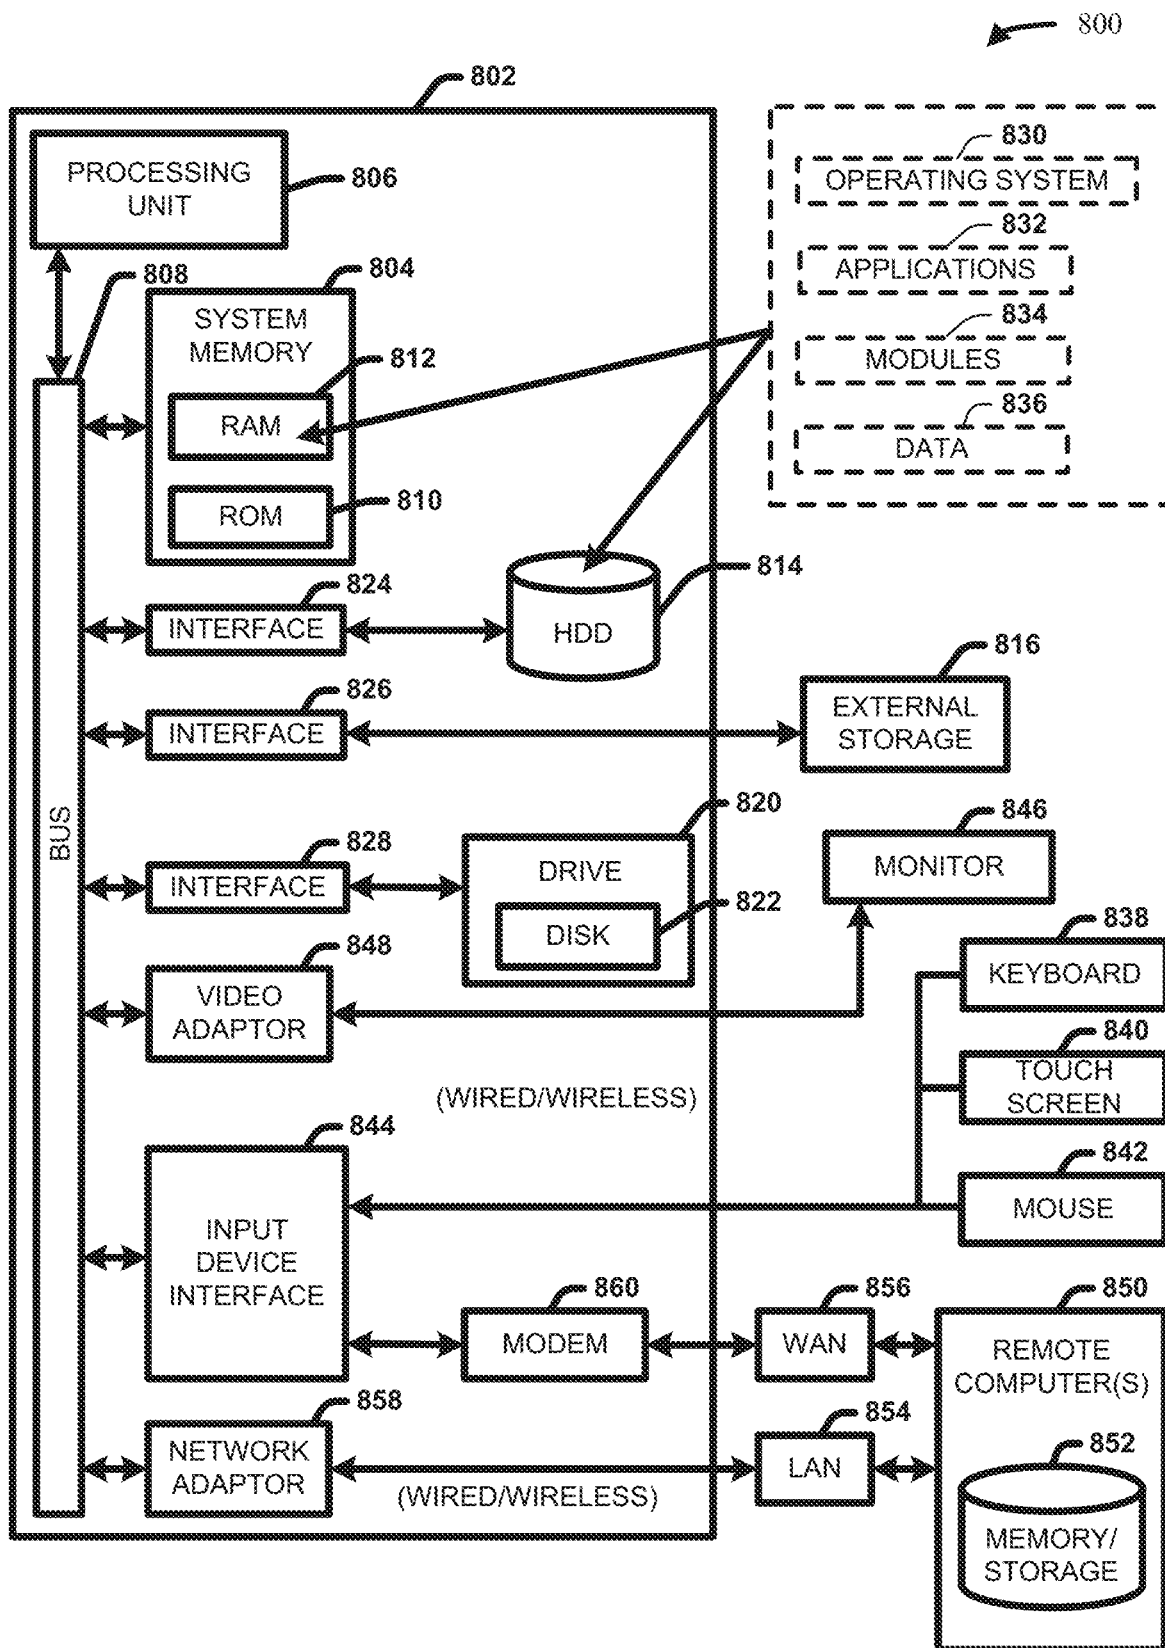 800
802
PROCESSING
UNIT
806
830
OPERATING SYSTEM
832
APPLICATIONS
834
MODULES
836
DATA
808
804
SYSTEM
MEMORY
812
RAM
ROM
810
824
INTERFACE
HDD
814
826
INTERFACE
816
EXTERNAL
STORAGE
BUS
828
INTERFACE
820
DRIVE
822
DISK
846
MONITOR
848
VIDEO
ADAPTOR
838
KEYBOARD
840
TOUCH
SCREEN
842
MOUSE
(WIRED/WIRELESS)
844
INPUT
DEVICE
INTERFACE
860
MODEM
856
WAN
850
REMOTE
COMPUTER(S)
858
NETWORK
ADAPTOR
(WIRED/WIRELESS)
854
LAN
852
MEMORY/
STORAGE